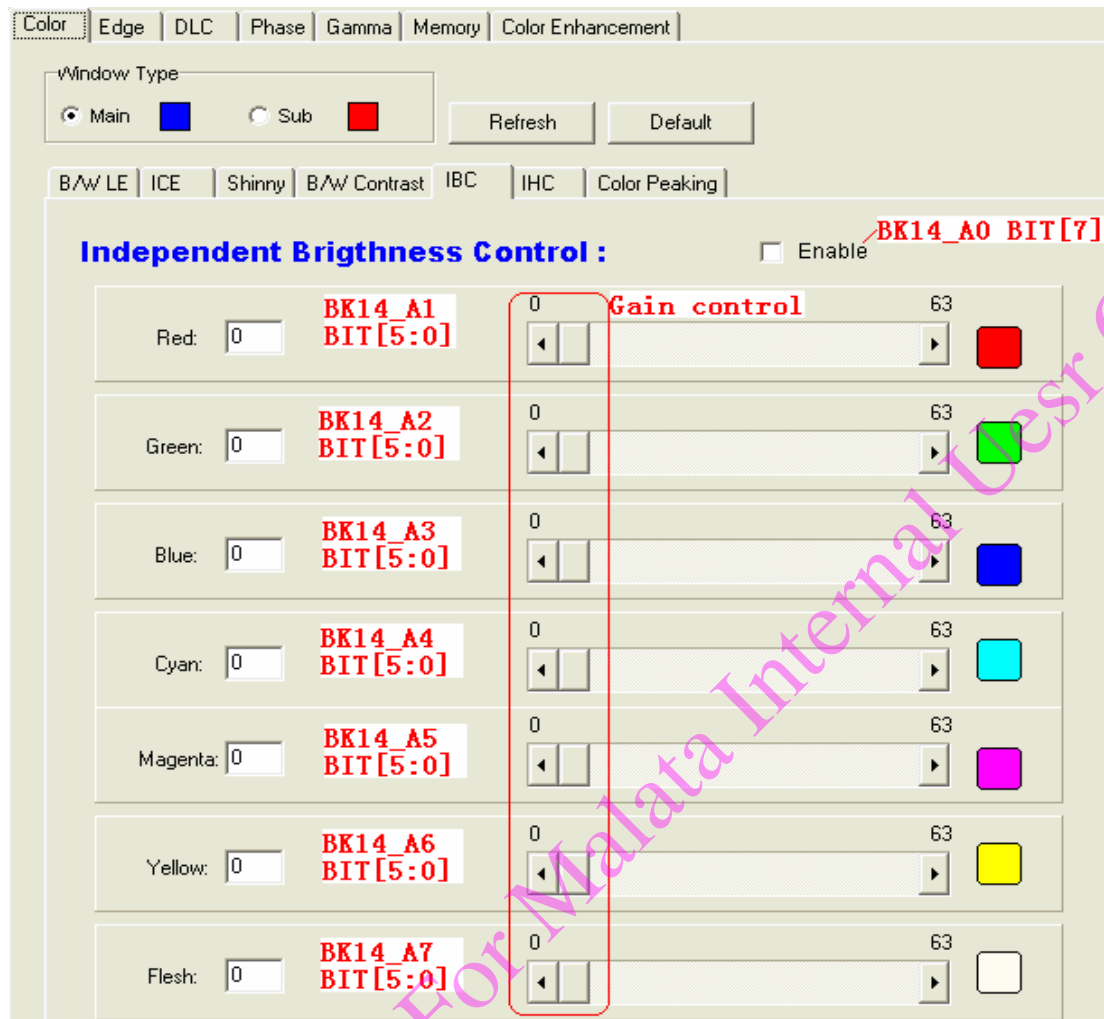 Color Edge DLC Phase Gamma Memory Color Enhancement
Window Type
Main Sub Refresh Default
B/W LE ICE Shinny B/W Contrast IBC IHC Color Peaking
BK14_A0 BIT[7]
Independent Brigthness Control : Enable
0 Gain control 63
Red: 0 BK14_A1
BIT[5:0]
0 63
Green: 0 BK14_A2
BIT[5:0]
0 63
Blue: 0 BK14_A3
BIT[5:0]
0 63
Cyan: 0 BK14_A4
BIT[5:0]
0 63
Magenta: 0 BK14_A5
BIT[5:0]
0 63
Yellow: 0 BK14_A6
BIT[5:0]
0 63
Flesh: 0 BK14_A7
BIT[5:0]
For Malata Internal Uesr